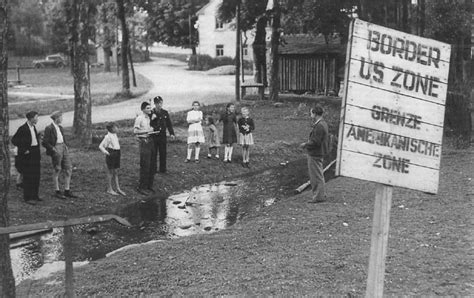 BORDER
US ZONE
GRENZE
AMERIKANISCHE
ZONE